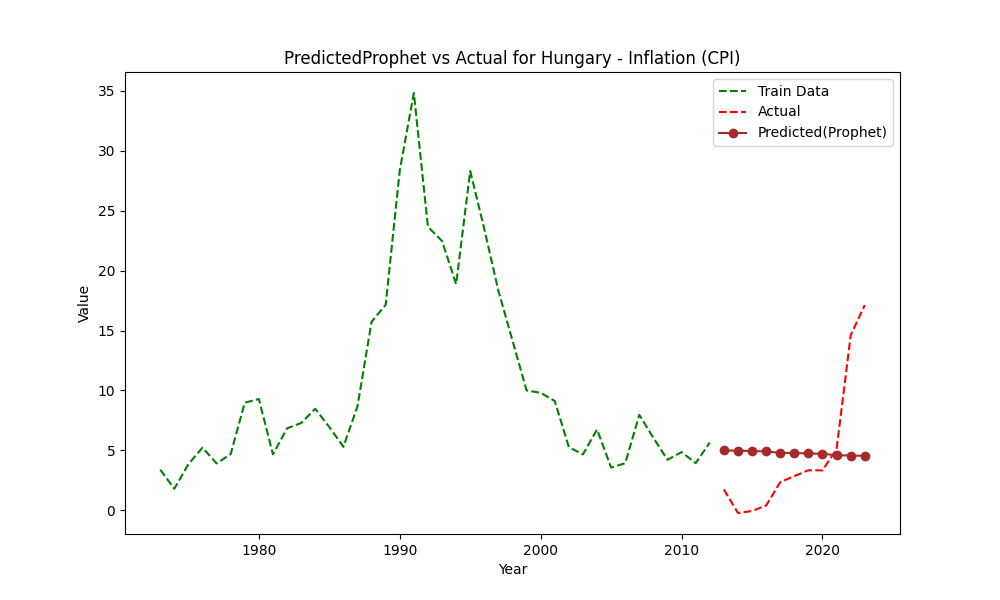 PredictedProphet vs Actual for Hungary - Inflation (CPI)
Train Data
Actual
Predicted(Prophet)
Value
35
30
25
20
15
10
5
0
1980 1990 2000 2010 2020
Year